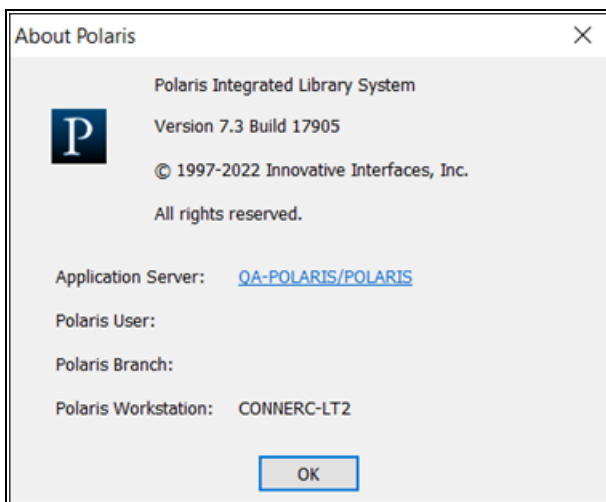 About Polaris
Polaris Integrated Library System
P
Version 7.3 Build 17905
© 1997-2022 Innovative Interfaces, Inc.
All rights reserved.
Application Server: QA-POLARIS/POLARIS
Polaris User:
Polaris Branch:
Polaris Workstation: CONNERC-LT2
OK